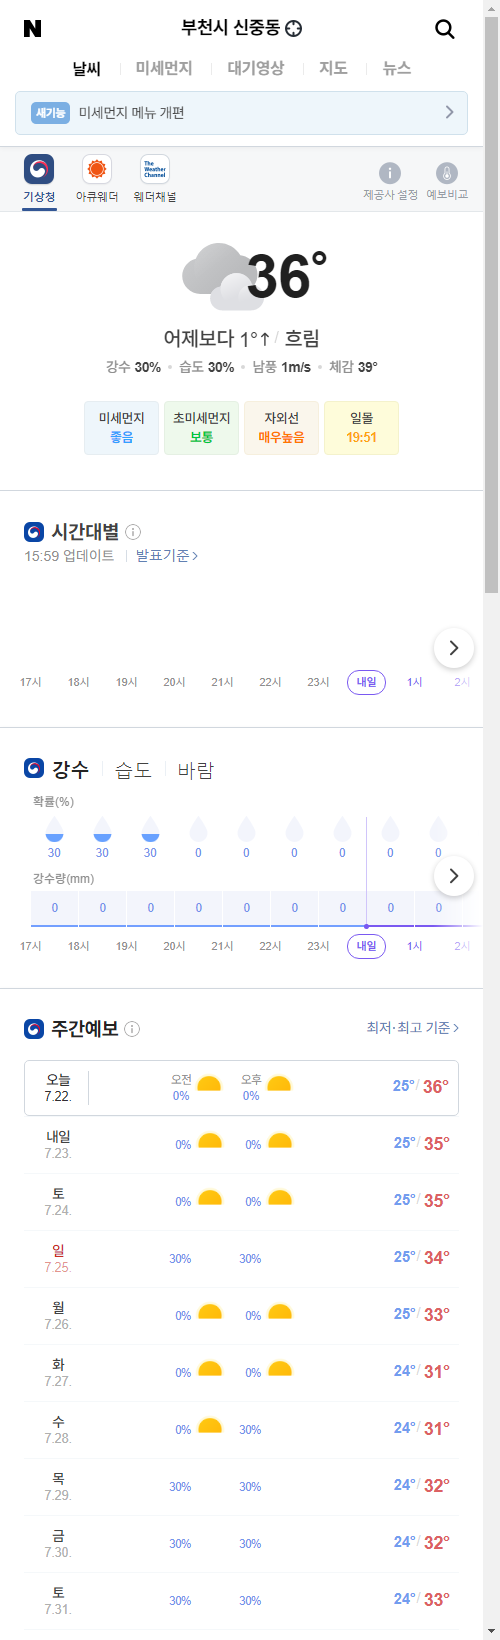 N 부천시 신중동
날씨 미세먼지 대기영상 지도 뉴스
새기능 미세먼지 메뉴 개편
The Weather Channel
기상청 아큐웨더 웨더채널 제공사 설정 예보비교
36°
어제보다 1°↑ / 흐림
강수 30% • 습도 30% • 남풍 1m/s • 체감 39°
미세먼지 초미세먼지 자외선 일몰
좋음 보통 매우높음 19:51
시간대별
15:59 업데이트 발표기준 >
17시 18시 19시 20시 21시 22시 23시 내일 1시 2시
강수 습도 바람
확률(%)
30 30 30 0 0 0 0 0 0
강수량(mm)
0 0 0 0 0 0 0 0 0
17시 18시 19시 20시 21시 22시 23시 내일 1시 2시
주간예보 최저·최고 기준 >
오늘 7.22. 오전 0% 오후 0% 25° / 36°
내일 7.23. 0% 0% 25° / 35°
토 7.24. 0% 0% 25° / 35°
일 7.25. 30% 30% 25° / 34°
월 7.26. 0% 0% 25° / 33°
화 7.27. 0% 0% 24° / 31°
수 7.28. 0% 30% 24° / 31°
목 7.29. 30% 30% 24° / 32°
금 7.30. 30% 30% 24° / 32°
토 7.31. 30% 30% 24° / 33°